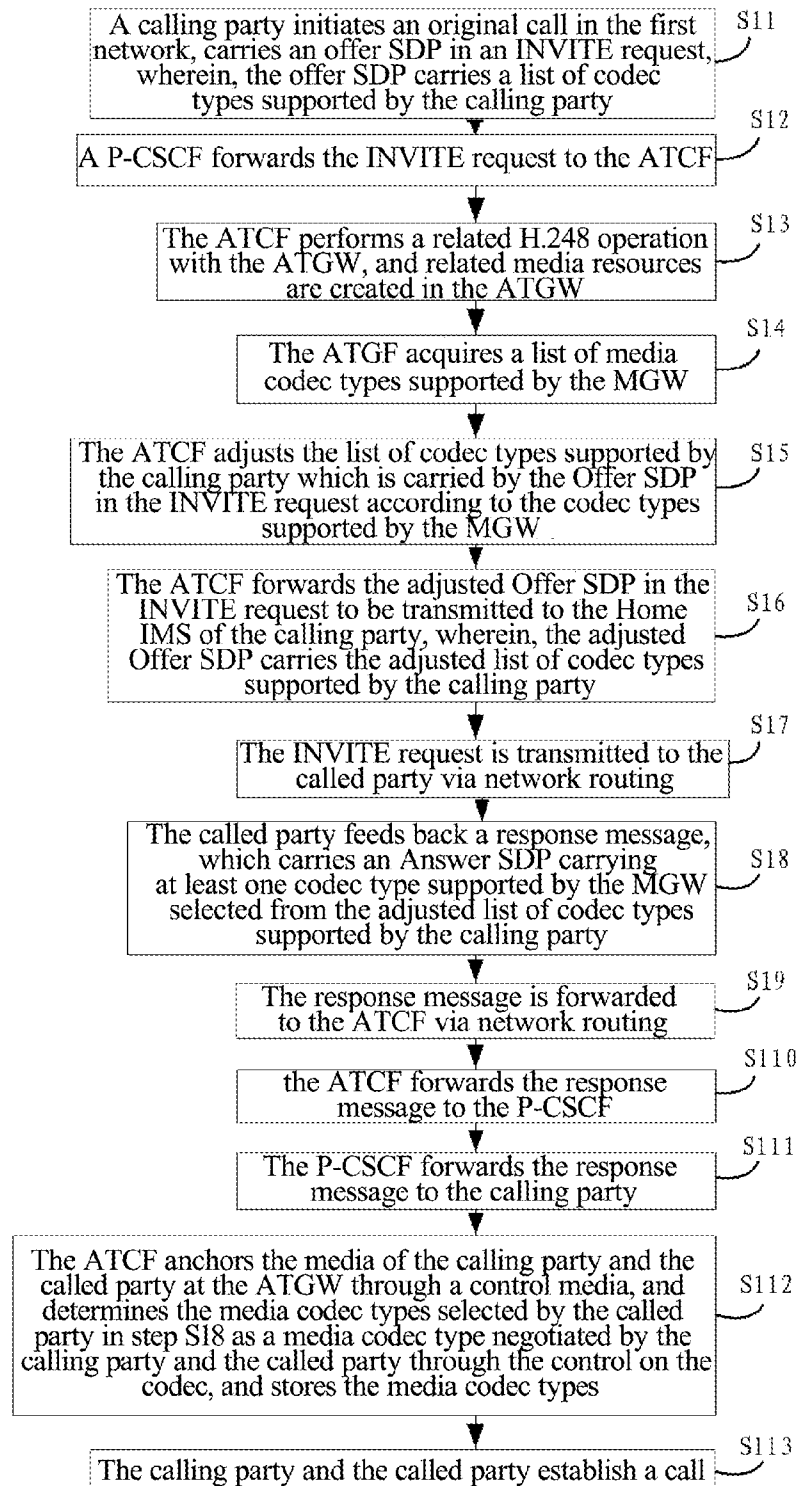 S11
A calling party initiates an original call in the first
network, carries an offer SDP in an INVITE request,
wherein, the offer SDP carries a list of codec
types supported by the calling party
S12
A P-CSCF forwards the INVITE request to the ATCF
S13
The ATCF performs a related H.248 operation
with the ATGW, and related media resources
are created in the ATGW
S14
The ATGF acquires a list of media
codec types supported by the MGW
S15
The ATCF adjusts the list of codec types supported by
the calling party which is carried by the Offer SDP
in the INVITE request according to the codec types
supported by the MGW
S16
The ATCF forwards the adjusted Offer SDP in the
INVITE request to be transmitted to the Home
IMS of the calling party, wherein, the adjusted
Offer SDP carries the adjusted list of codec types
supported by the calling party
S17
The INVITE request is transmitted to the
called party via network routing
S18
The called party feeds back a response message,
which carries an Answer SDP carrying
at least one codec type supported by the MGW
selected from the adjusted list of codec types
supported by the calling party
S19
The response message is forwarded
to the ATCF via network routing
S110
the ATCF forwards the response
message to the P-CSCF
S111
The P-CSCF forwards the response
message to the calling party
S112
The ATCF anchors the media of the calling party and the
called party at the ATGW through a control media, and
determines the media codec types selected by the called
party in step S18 as a media codec type negotiated by the
calling party and the called party through the control on the
codec, and stores the media codec types
S113
The calling party and the called party establish a call